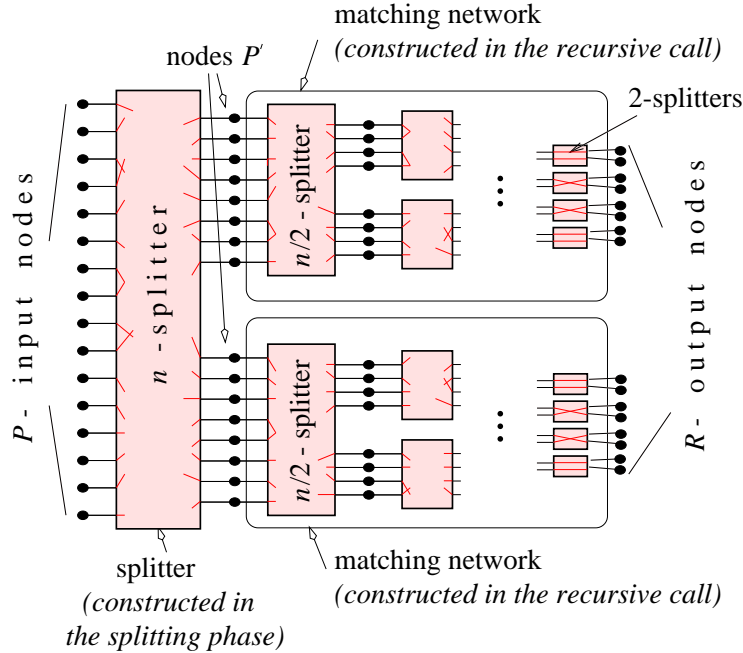 matching network
(constructed in the recursive call)
nodes P'
2-splitters
P - input nodes
n - splitter
n/2 - splitter
n/2 - splitter
R - output nodes
splitter
(constructed in
the splitting phase)
matching network
(constructed in the recursive call)